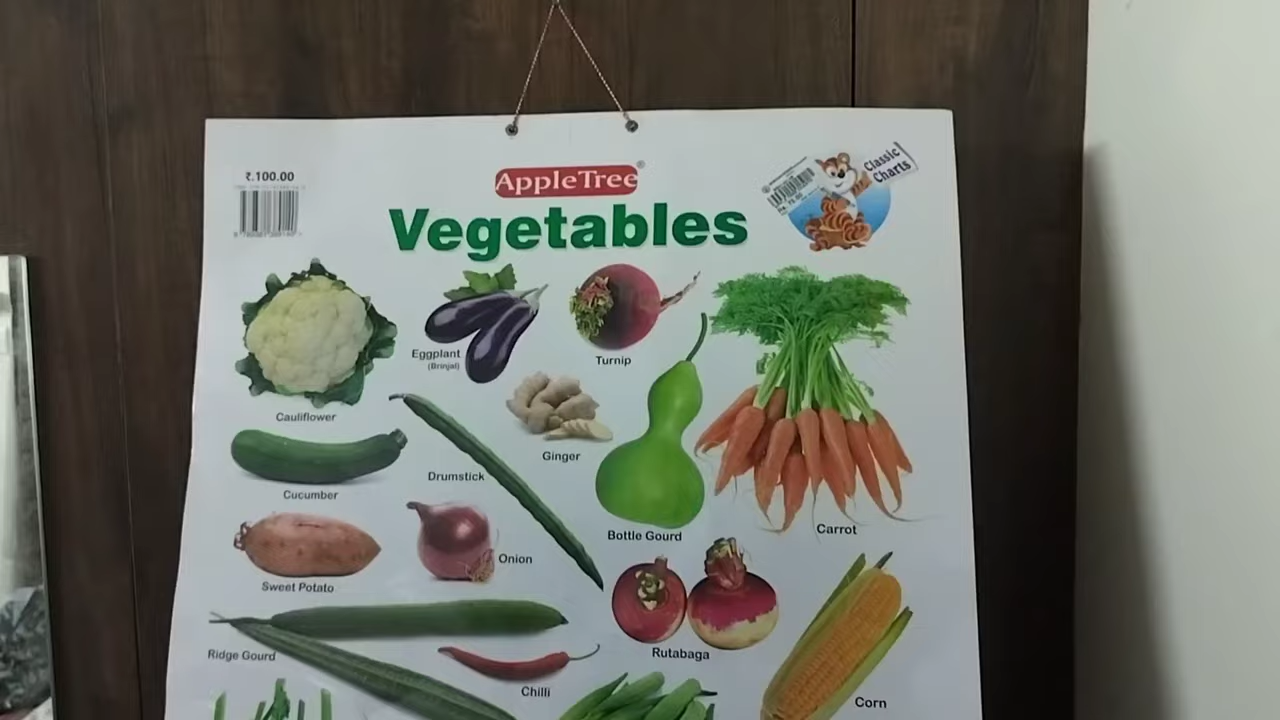 ₹.100.00
AppleTree®
Classic
Charts
Vegetables
Eggplant
(Brinjal)
Turnip
Cauliflower
Ginger
Drumstick
Cucumber
Bottle Gourd
Carrot
Onion
Sweet Potato
Ridge Gourd
Rutabaga
Chilli
Corn